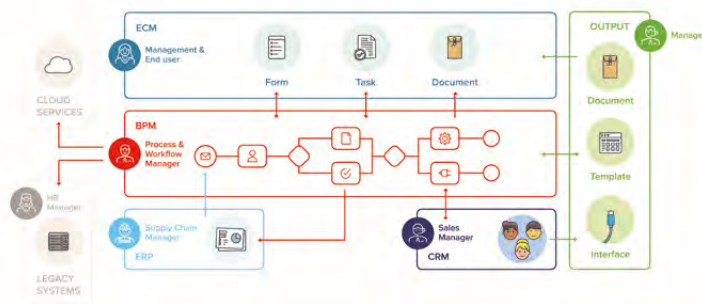 ECM
Management &
End user
Form
Task
Document
OUTPUT
Manage
Document
Template
Interface
CLOUD
SERVICES
BPM
Process &
Workflow
Manager
HR
Manager
LEGACY
SYSTEMS
Supply Chain
Manager
ERP
Sales
Manager
CRM